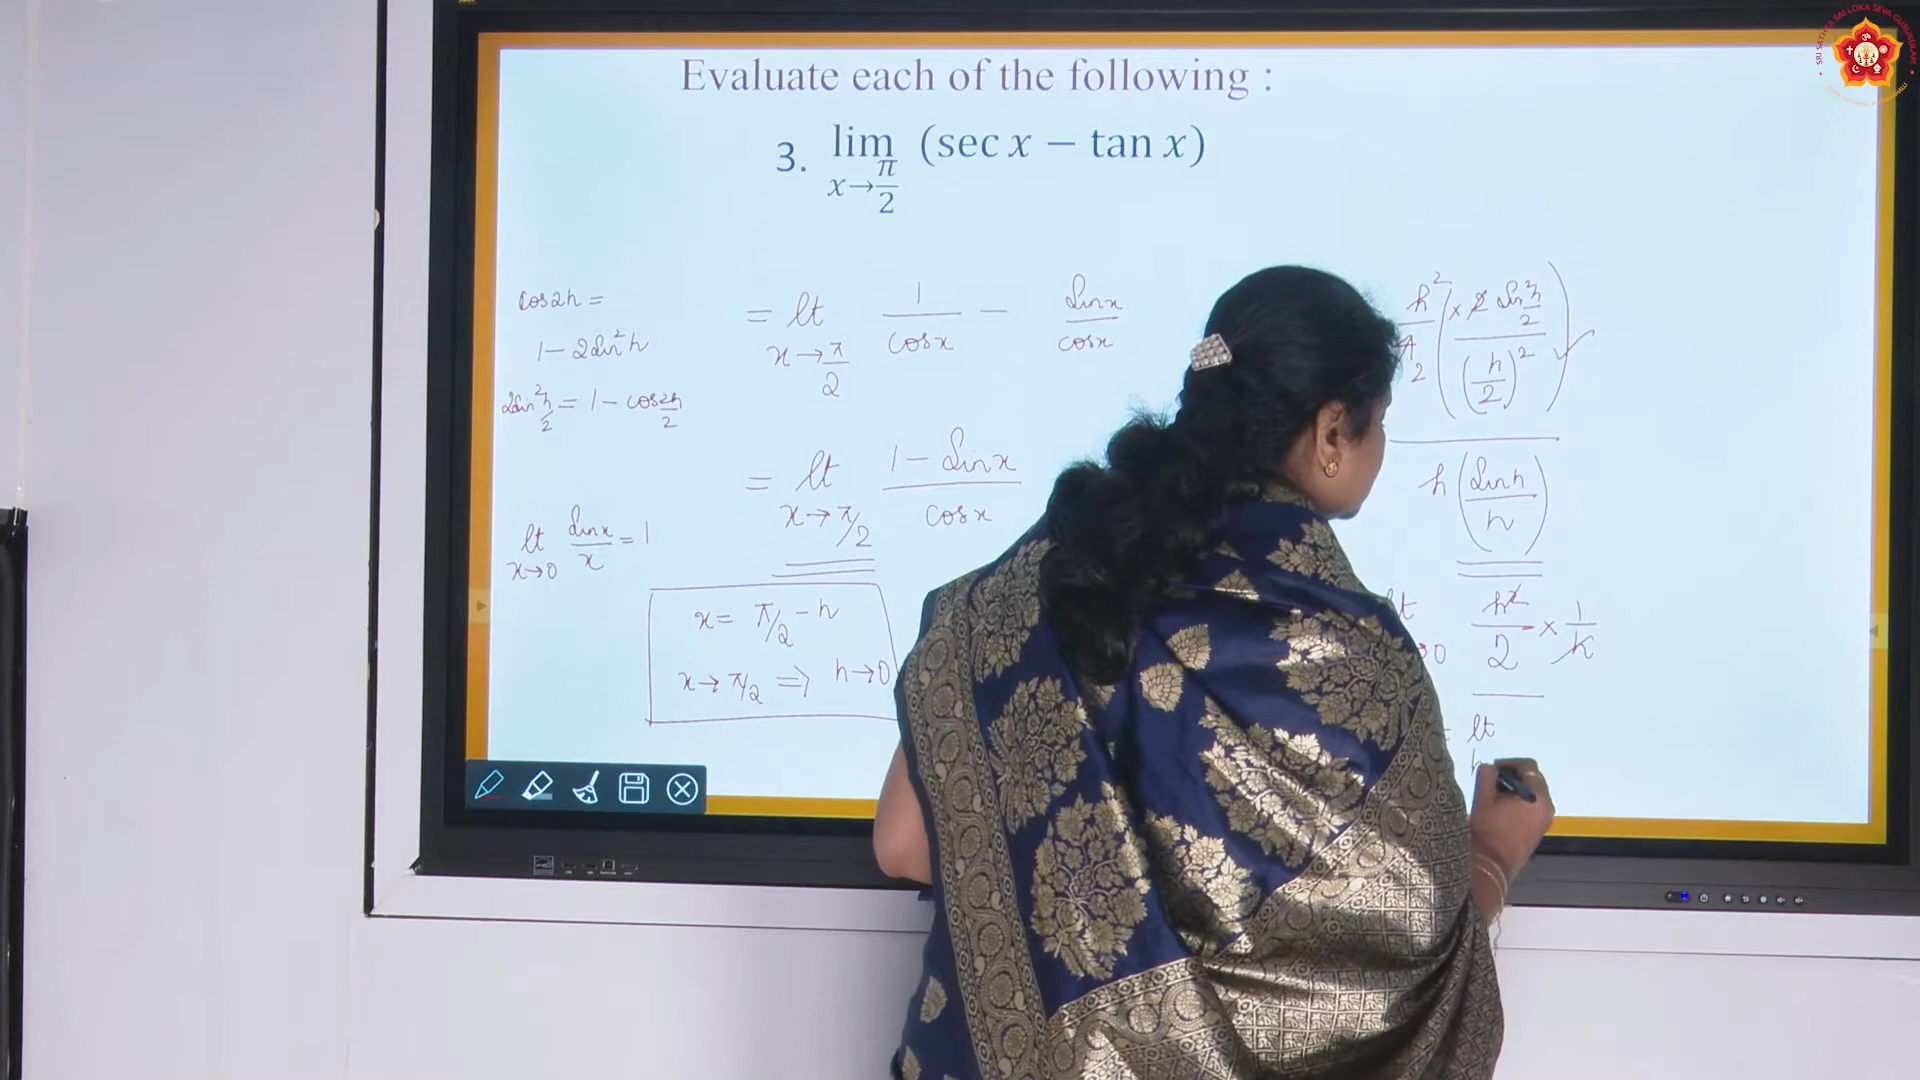 Evaluate each of the following :
3. lim (sec x − tan x)
x→π/2
cos2h =
1 − 2Sin²h
2Sin²h/2 = 1 − cos2h/2
lt Sinx/x = 1
x→0
= lt 1/cosx − Sinx/cosx
x→π/2
= lt 1 − Sinx/cosx
x→π/2
x = π/2 − h
x→π/2 ⇒ h→0
h (Sinh/h)
h²/2 × 1/h
= lt